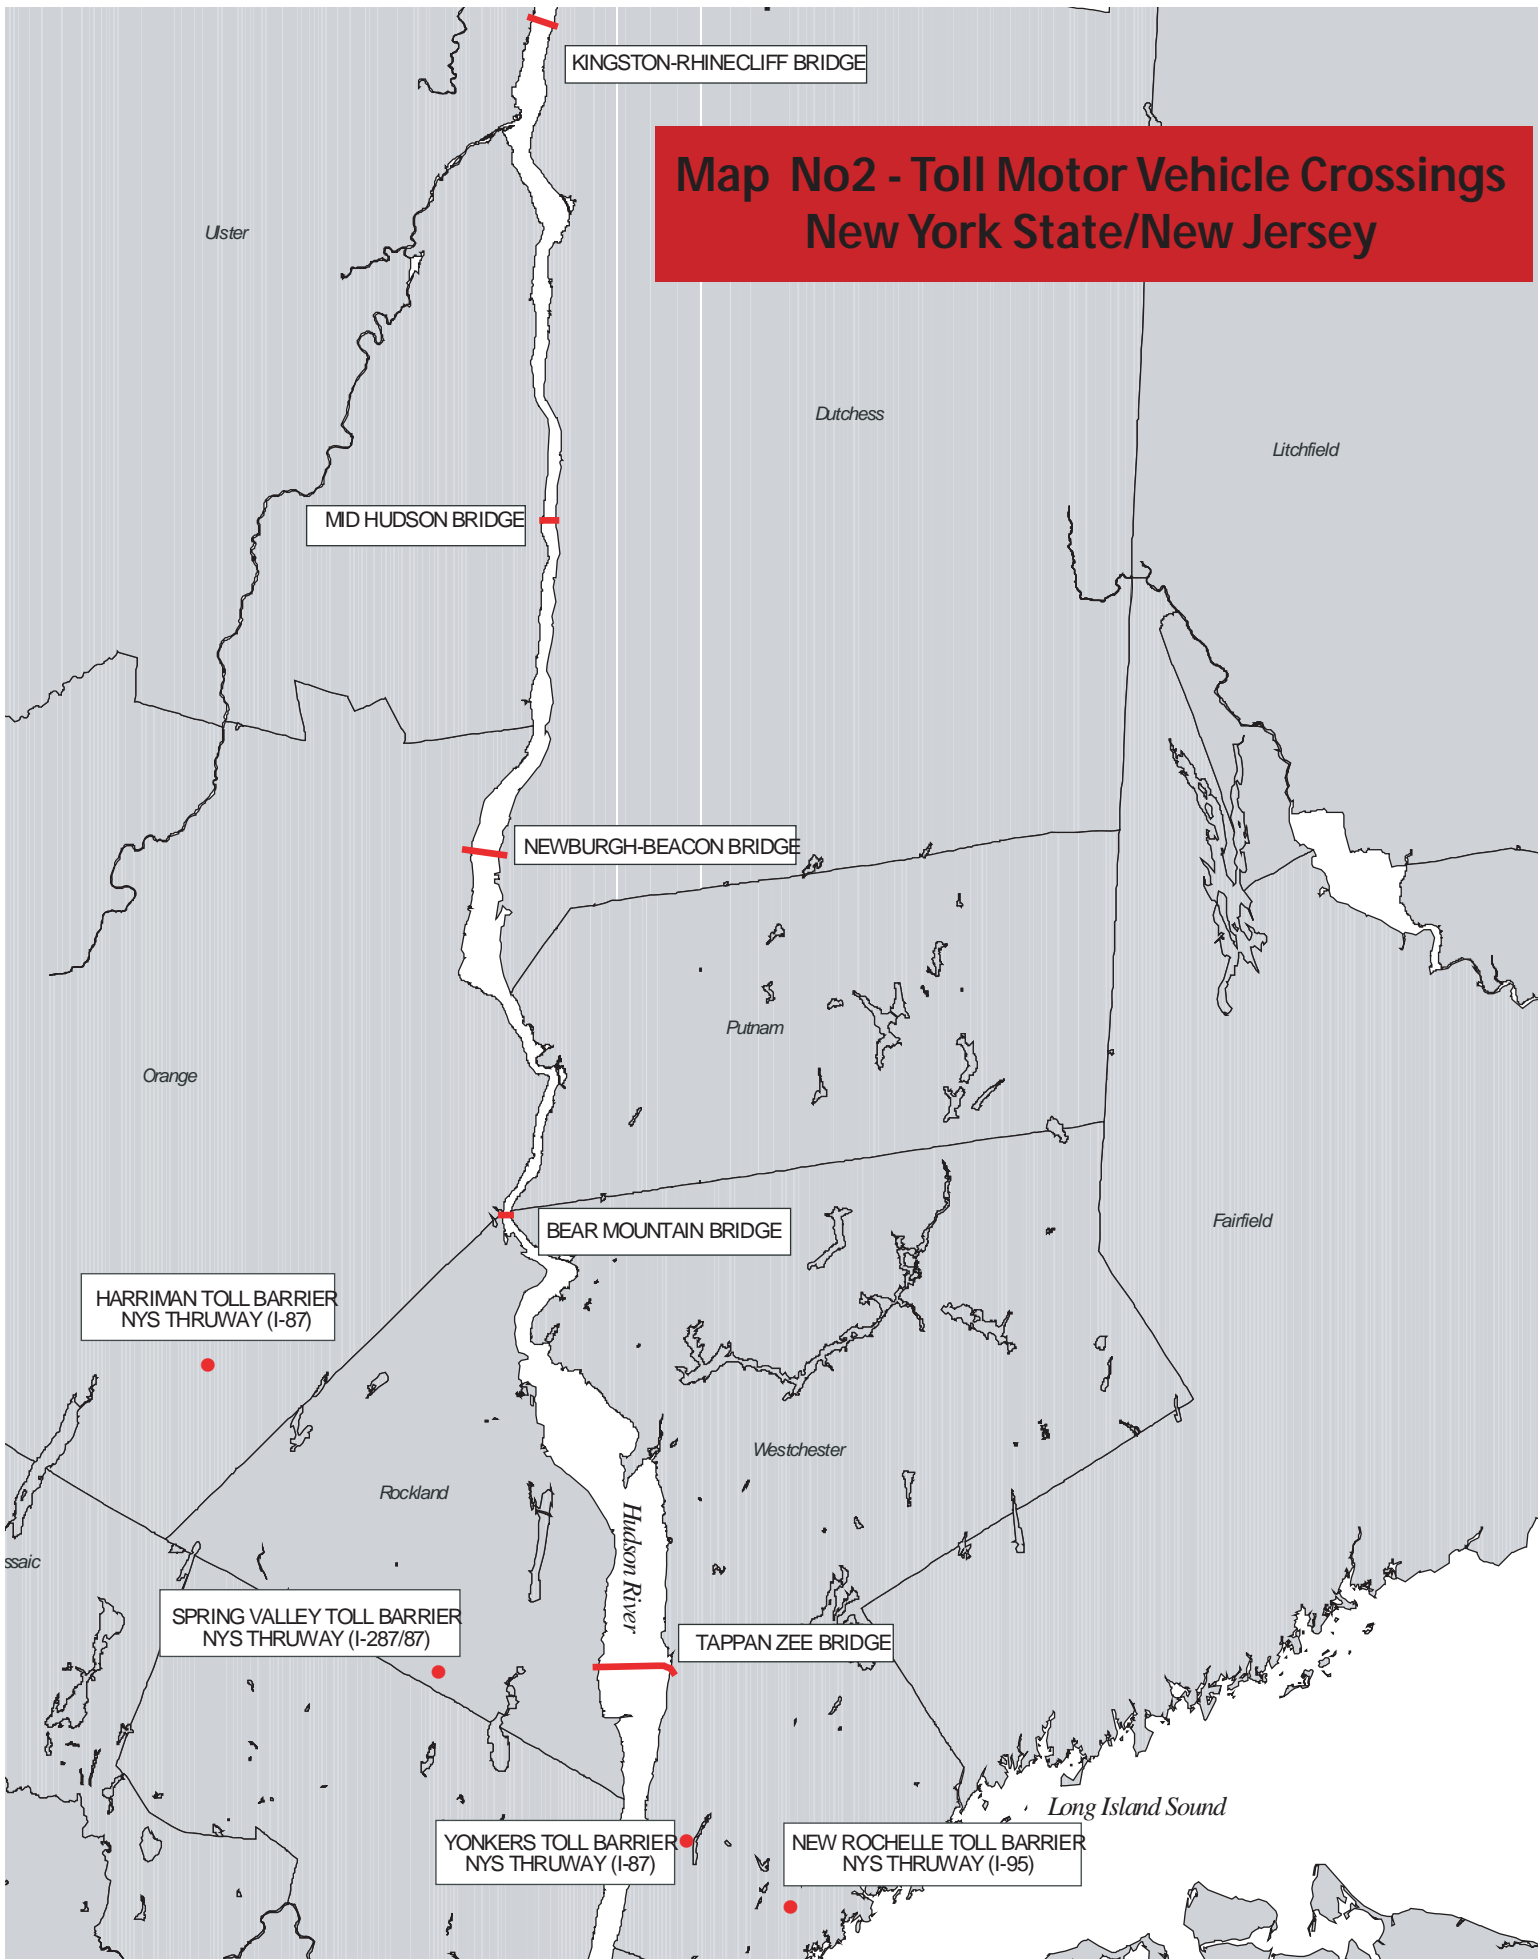 KINGSTON-RHINECLIFF BRIDGE
Map No2 - Toll Motor Vehicle Crossings
New York State/New Jersey
Ulster
Dutchess
Litchfield
MID HUDSON BRIDGE
NEWBURGH-BEACON BRIDGE
Putnam
Orange
Fairfield
BEAR MOUNTAIN BRIDGE
HARRIMAN TOLL BARRIER
NYS THRUWAY (I-87)
Westchester
Rockland
Hudson River
ssaic
SPRING VALLEY TOLL BARRIER
NYS THRUWAY (I-287/87)
TAPPAN ZEE BRIDGE
Long Island Sound
YONKERS TOLL BARRIER
NYS THRUWAY (I-87)
NEW ROCHELLE TOLL BARRIER
NYS THRUWAY (I-95)